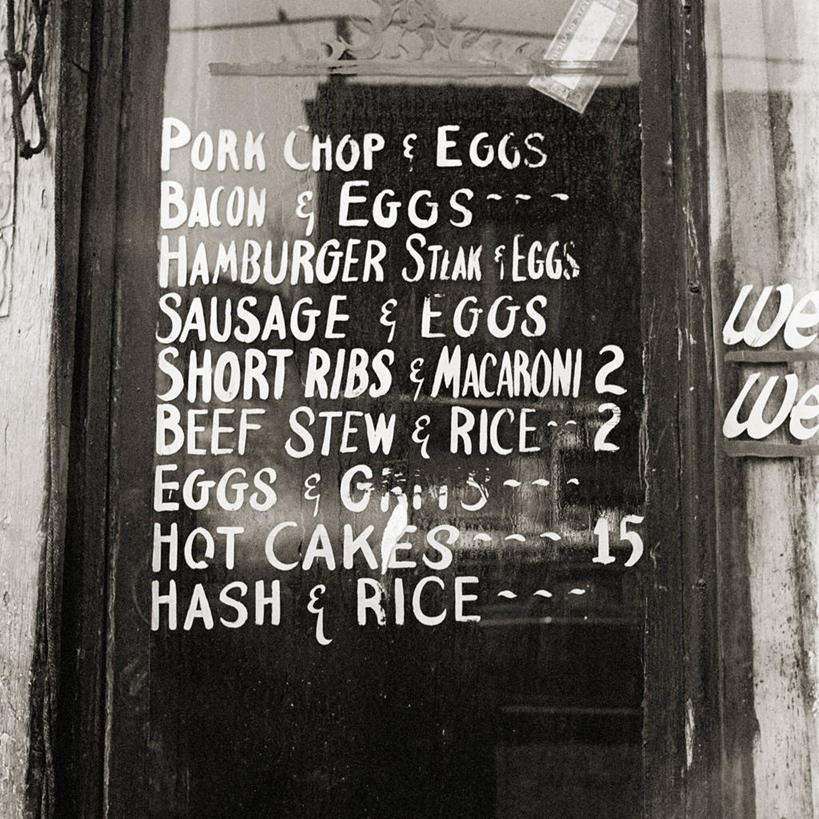 PORK CHOP & EGGS
BACON & EGGS ~ ~ ~
HAMBURGER STEAK & EGGS
SAUSAGE & EGGS
SHORT RIBS & MACARONI 2
BEEF STEW & RICE ~ ~ 2
EGGS & ~ ~ ~
HOT CAKES ~ ~ ~ ~ 15
HASH & RICE ~ ~ ~
We
We